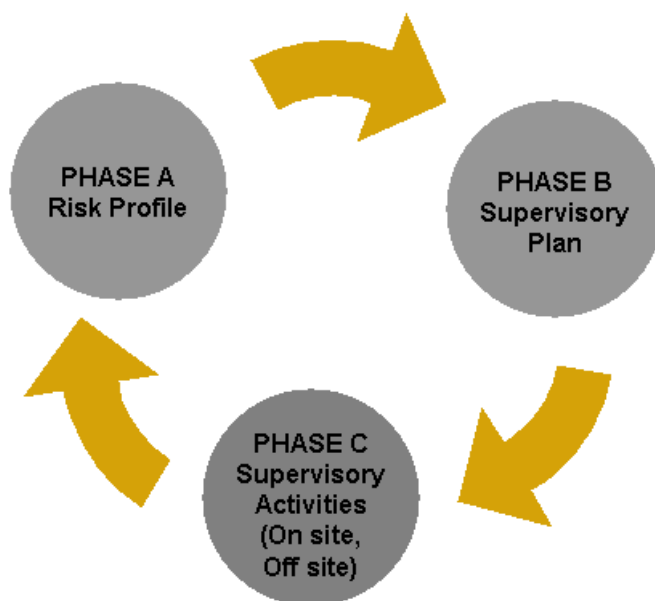 PHASE A
Risk Profile
PHASE B
Supervisory
Plan
PHASE C
Supervisory
Activities
(On site,
Off site)